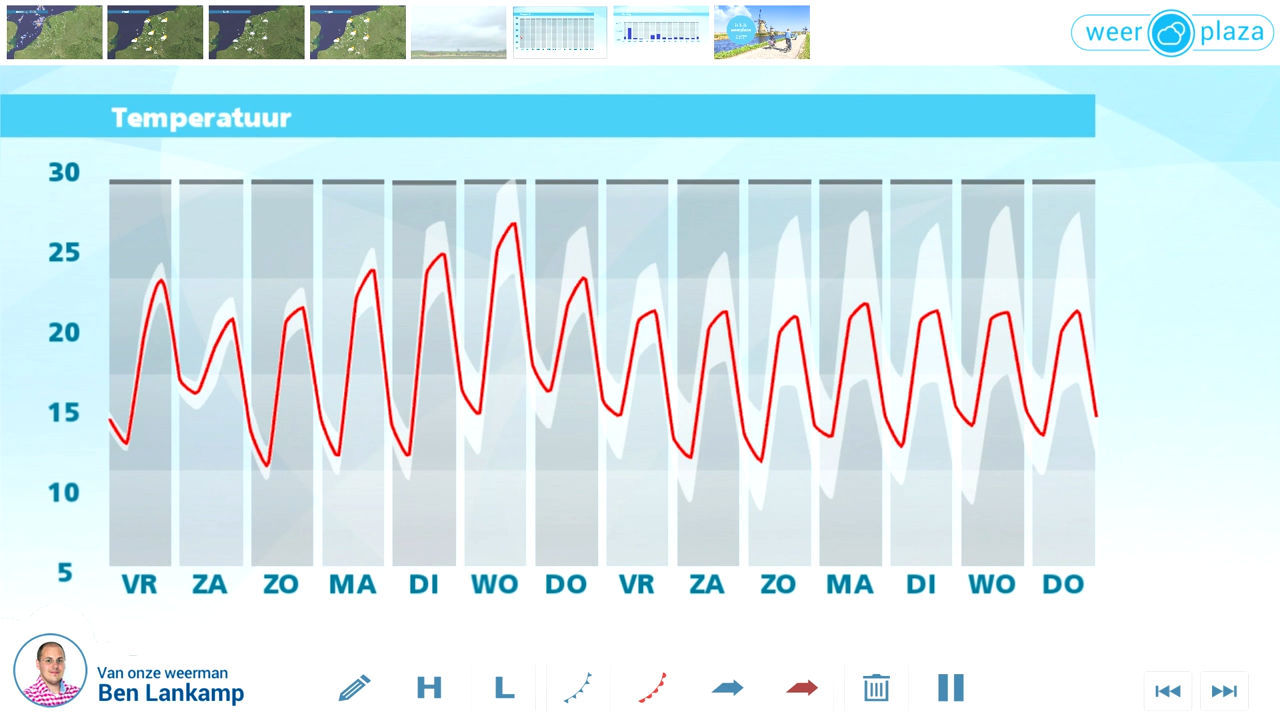 weer plaza
Temperatuur
30
25
20
15
10
5
VR ZA ZO MA DI WO DO VR ZA ZO MA DI WO DO
Van onze weerman
Ben Lankamp
H L